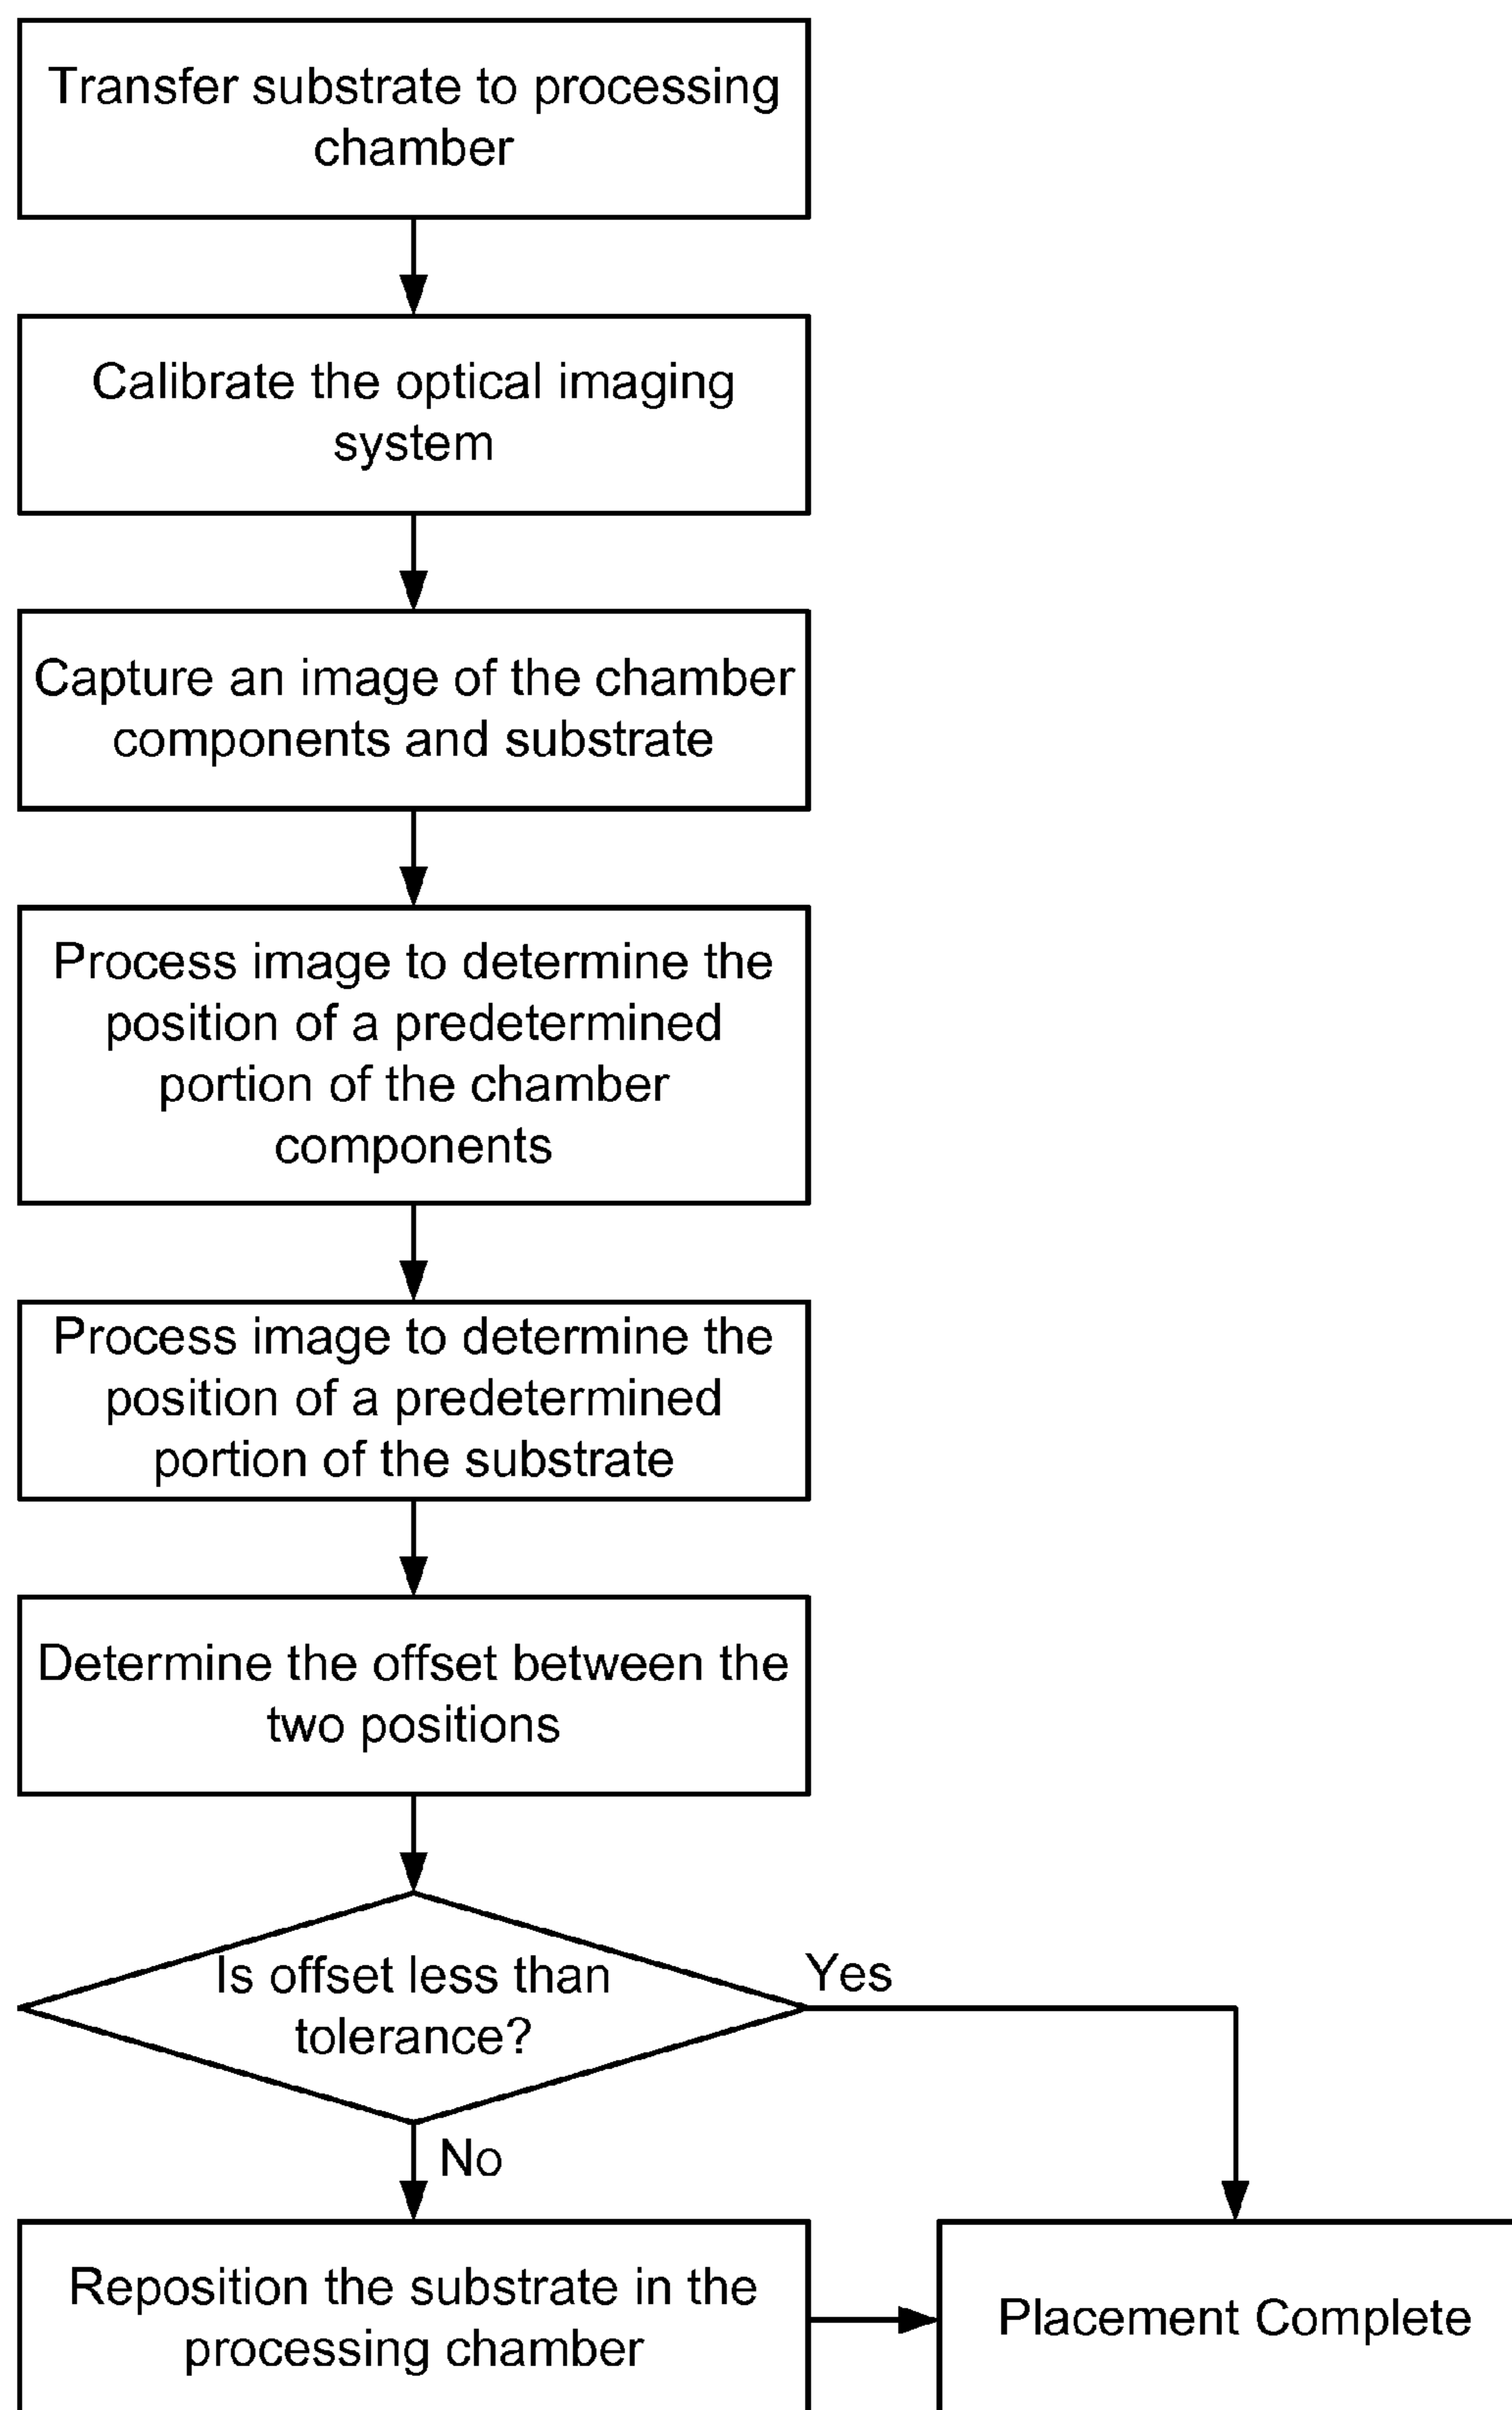 Transfer substrate to processing
chamber
Calibrate the optical imaging
system
Capture an image of the chamber
components and substrate
Process image to determine the
position of a predetermined
portion of the chamber
components
Process image to determine the
position of a predetermined
portion of the substrate
Determine the offset between the
two positions
Is offset less than
tolerance?
Yes
No
Reposition the substrate in the
processing chamber
Placement Complete